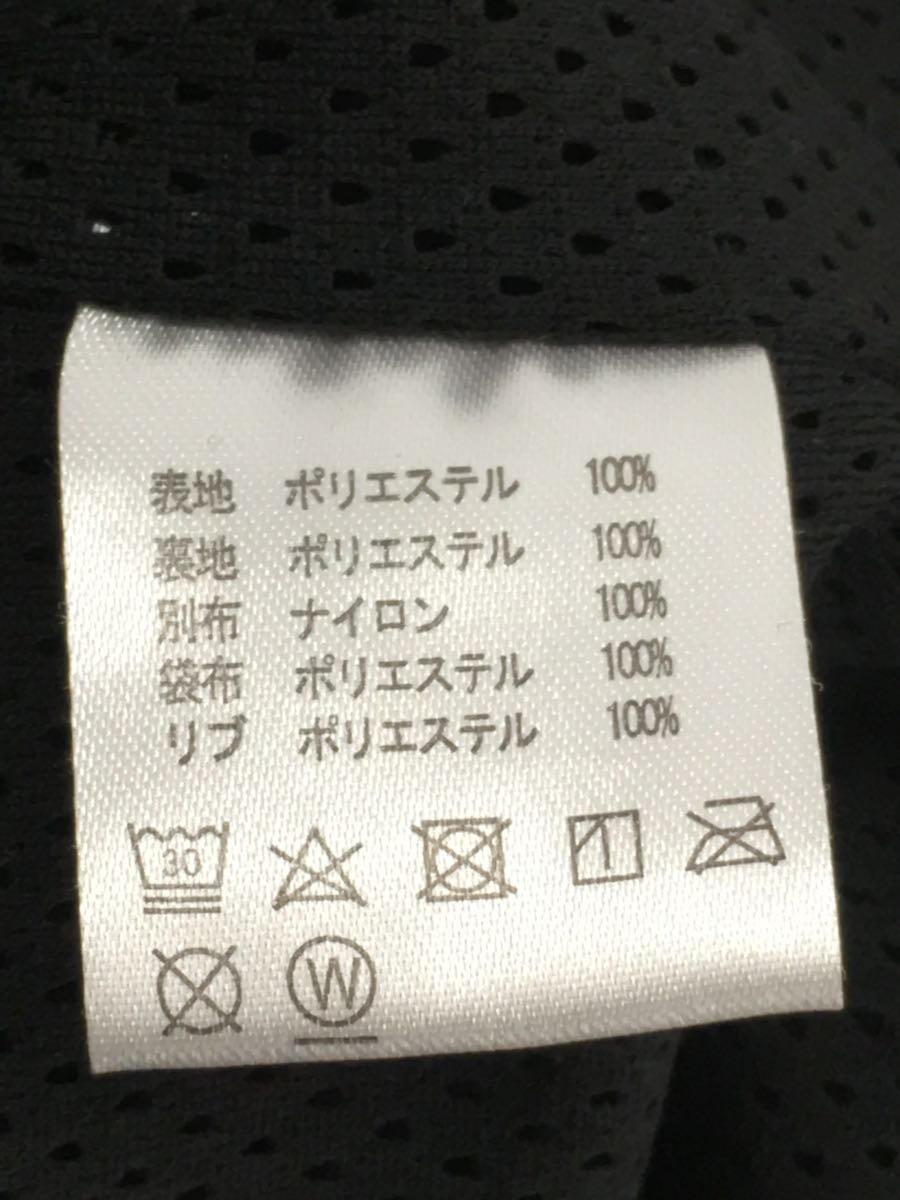 表地 ポリエステル 100%
裏地 ポリエステル 100%
別布 ナイロン 100%
袋布 ポリエステル 100%
リブ ポリエステル 100%
30
W